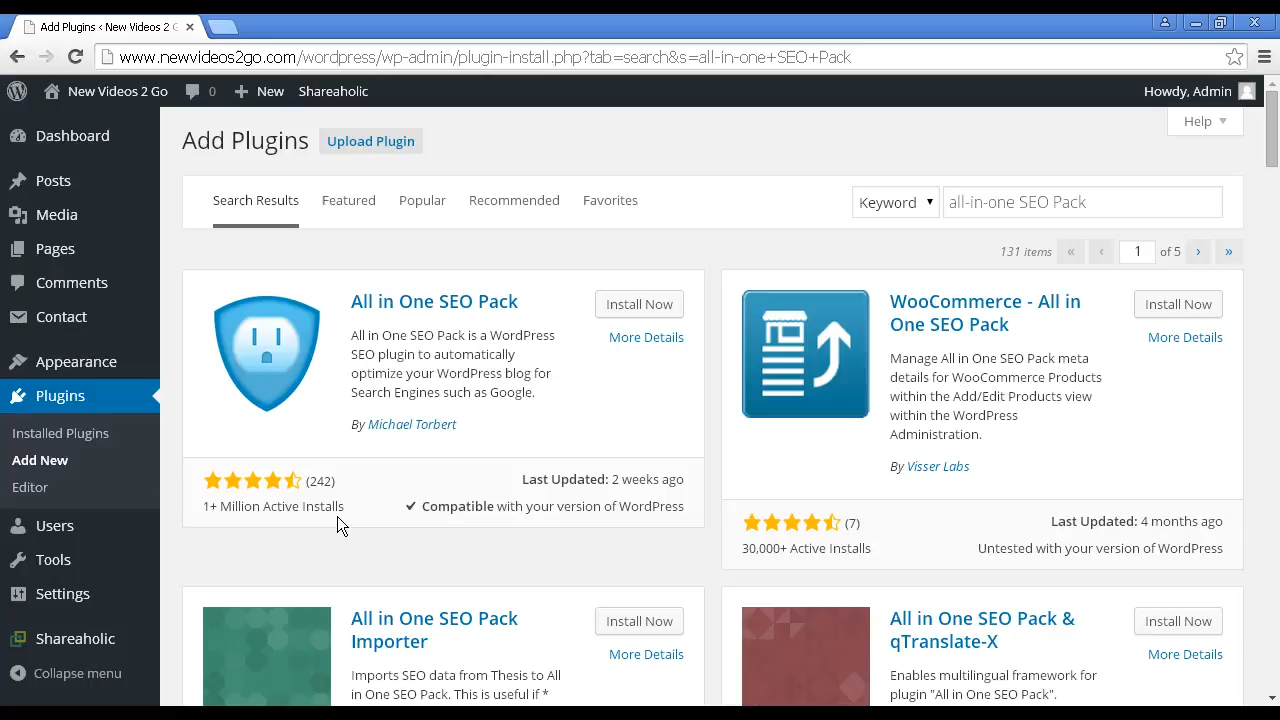 Add Plugins ‹ New Videos 2 G
www.newvideos2go.com/wordpress/wp-admin/plugin-install.php?tab=search&s=all-in-one+SEO+Pack
New Videos 2 Go 0 New Shareaholic Howdy, Admin
Dashboard
Posts
Media
Pages
Comments
Contact
Appearance
Plugins
Installed Plugins
Add New
Editor
Users
Tools
Settings
Shareaholic
Collapse menu
Help
Add Plugins Upload Plugin
Search Results Featured Popular Recommended Favorites Keyword all-in-one SEO Pack
131 items « ‹ 1 of 5 › »
All in One SEO Pack
Install Now
More Details
All in One SEO Pack is a WordPress
SEO plugin to automatically
optimize your WordPress blog for
Search Engines such as Google.
By Michael Torbert
(242) Last Updated: 2 weeks ago
1+ Million Active Installs ✔ Compatible with your version of WordPress
WooCommerce - All in
One SEO Pack
Install Now
More Details
Manage All in One SEO Pack meta
details for WooCommerce Products
within the Add/Edit Products view
within the WordPress
Administration.
By Visser Labs
(7) Last Updated: 4 months ago
30,000+ Active Installs Untested with your version of WordPress
All in One SEO Pack
Importer
Install Now
More Details
Imports SEO data from Thesis to All
in One SEO Pack. This is useful if *
All in One SEO Pack &
qTranslate-X
Install Now
More Details
Enables multilingual framework for
plugin "All in One SEO Pack".